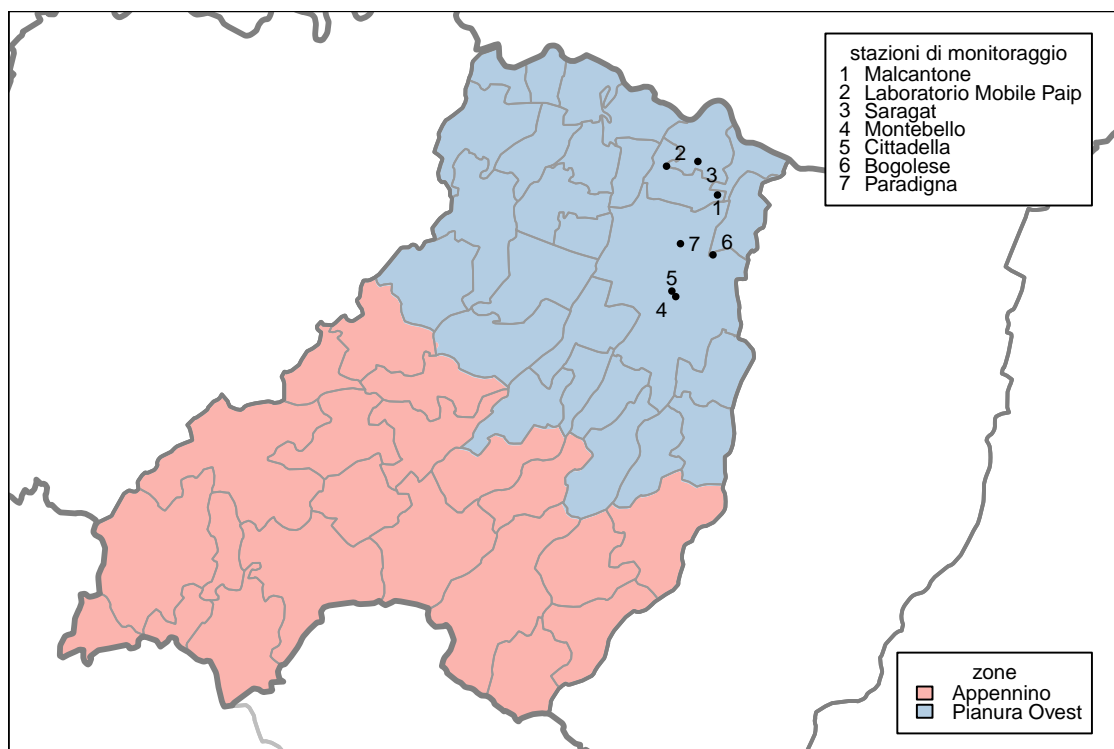 stazioni di monitoraggio
1 Malcantone
2 Laboratorio Mobile Paip
3 Saragat
4 Montebello
5 Cittadella
6 Bogolese
7 Paradigna
2
3
1
7
6
5
4
zone
Appennino
Pianura Ovest